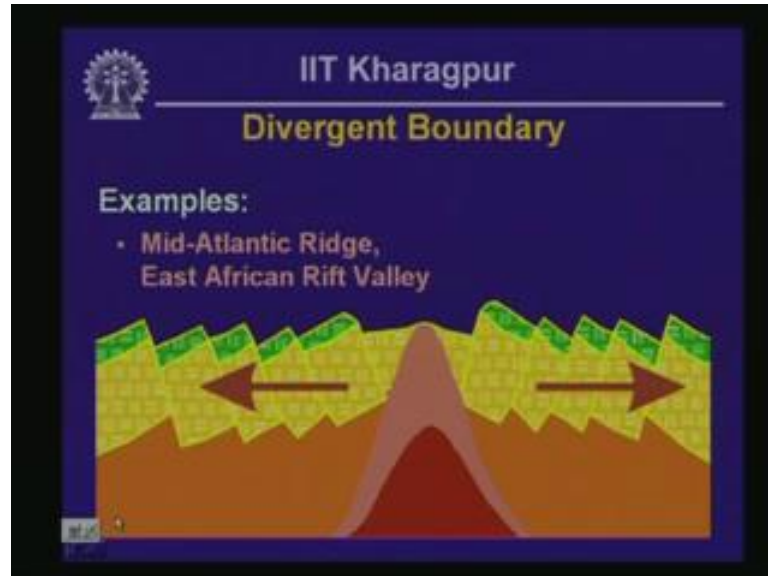 IIT Kharagpur
Divergent Boundary
Examples:
• Mid-Atlantic Ridge,
East African Rift Valley